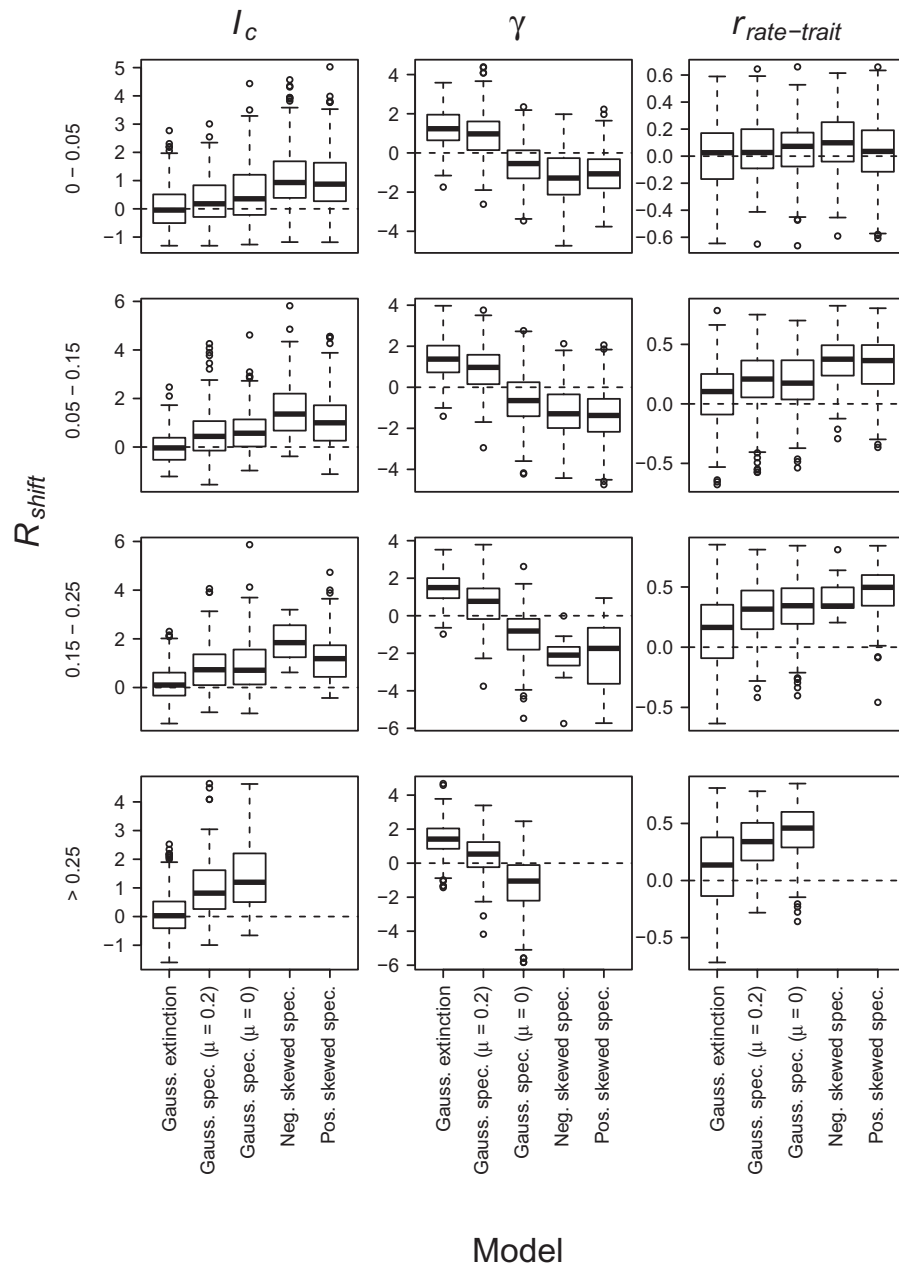 I_c γ r_rate−trait
R_shift
0 − 0.05
5
4
3
2
1
0
−1
4
2
0
−2
−4
0.6
0.4
0.2
0.0
−0.2
−0.4
−0.6
0.05 − 0.15
6
4
2
0
4
2
0
−2
−4
0.5
0.0
−0.5
0.15 − 0.25
6
4
2
0
4
2
0
−2
−4
−6
0.5
0.0
−0.5
> 0.25
4
3
2
1
0
−1
4
2
0
−2
−4
−6
0.5
0.0
−0.5
Gauss. extinction
Gauss. spec. (μ = 0.2)
Gauss. spec. (μ = 0)
Neg. skewed spec.
Pos. skewed spec.
Gauss. extinction
Gauss. spec. (μ = 0.2)
Gauss. spec. (μ = 0)
Neg. skewed spec.
Pos. skewed spec.
Gauss. extinction
Gauss. spec. (μ = 0.2)
Gauss. spec. (μ = 0)
Neg. skewed spec.
Pos. skewed spec.
Model